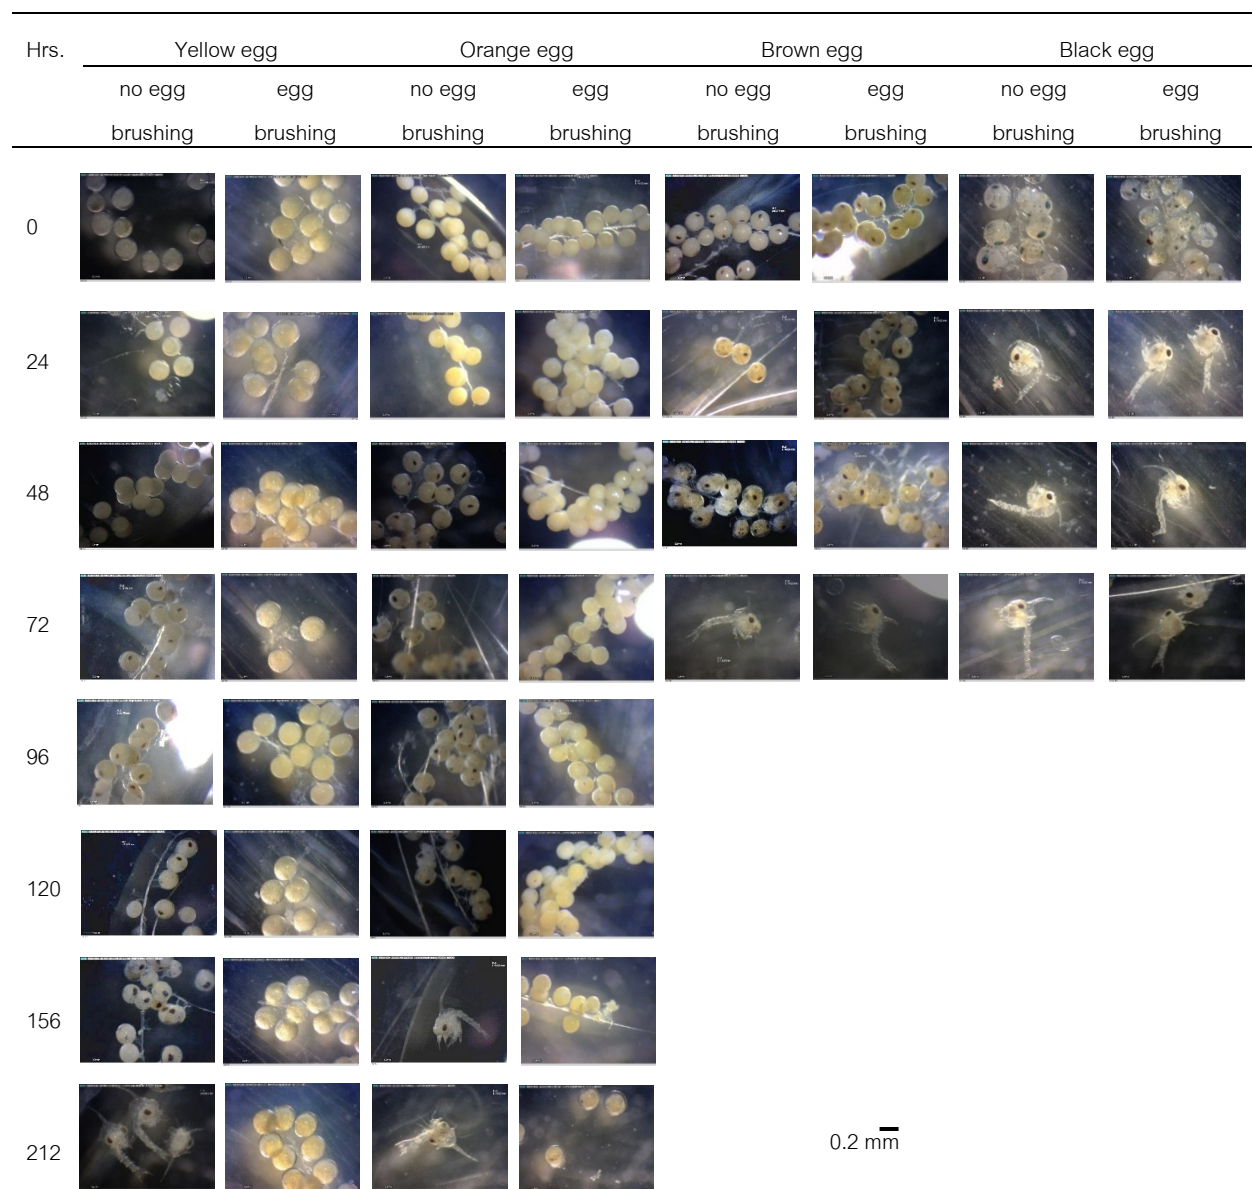 Hrs. Yellow egg Orange egg Brown egg Black egg
no egg egg no egg egg no egg egg no egg egg
brushing brushing brushing brushing brushing brushing brushing brushing
0
24
48
72
96
120
156
212
0.2 mm